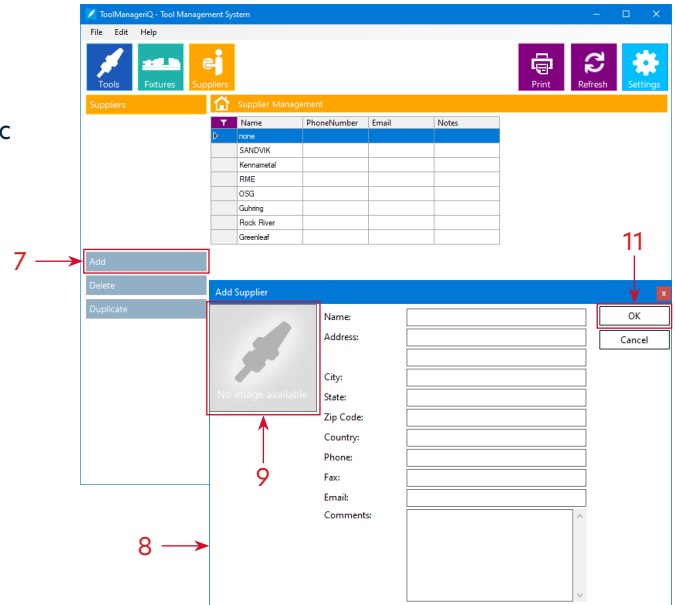 ToolManageriQ - Tool Management System
File Edit Help
Tools Fixtures Suppliers Print Refresh Settings
Suppliers Supplier Management
c
Name PhoneNumber Email Notes
none
SANDVIK
Kennametal
RME
OSG
Guhring
Rock River
Greenleaf
11
7
Add
Delete
Duplicate
Add Supplier x
No image available
Name: OK
Address: Cancel
City:
State:
Zip Code:
Country:
Phone:
9
Fax:
Email:
Comments:
8